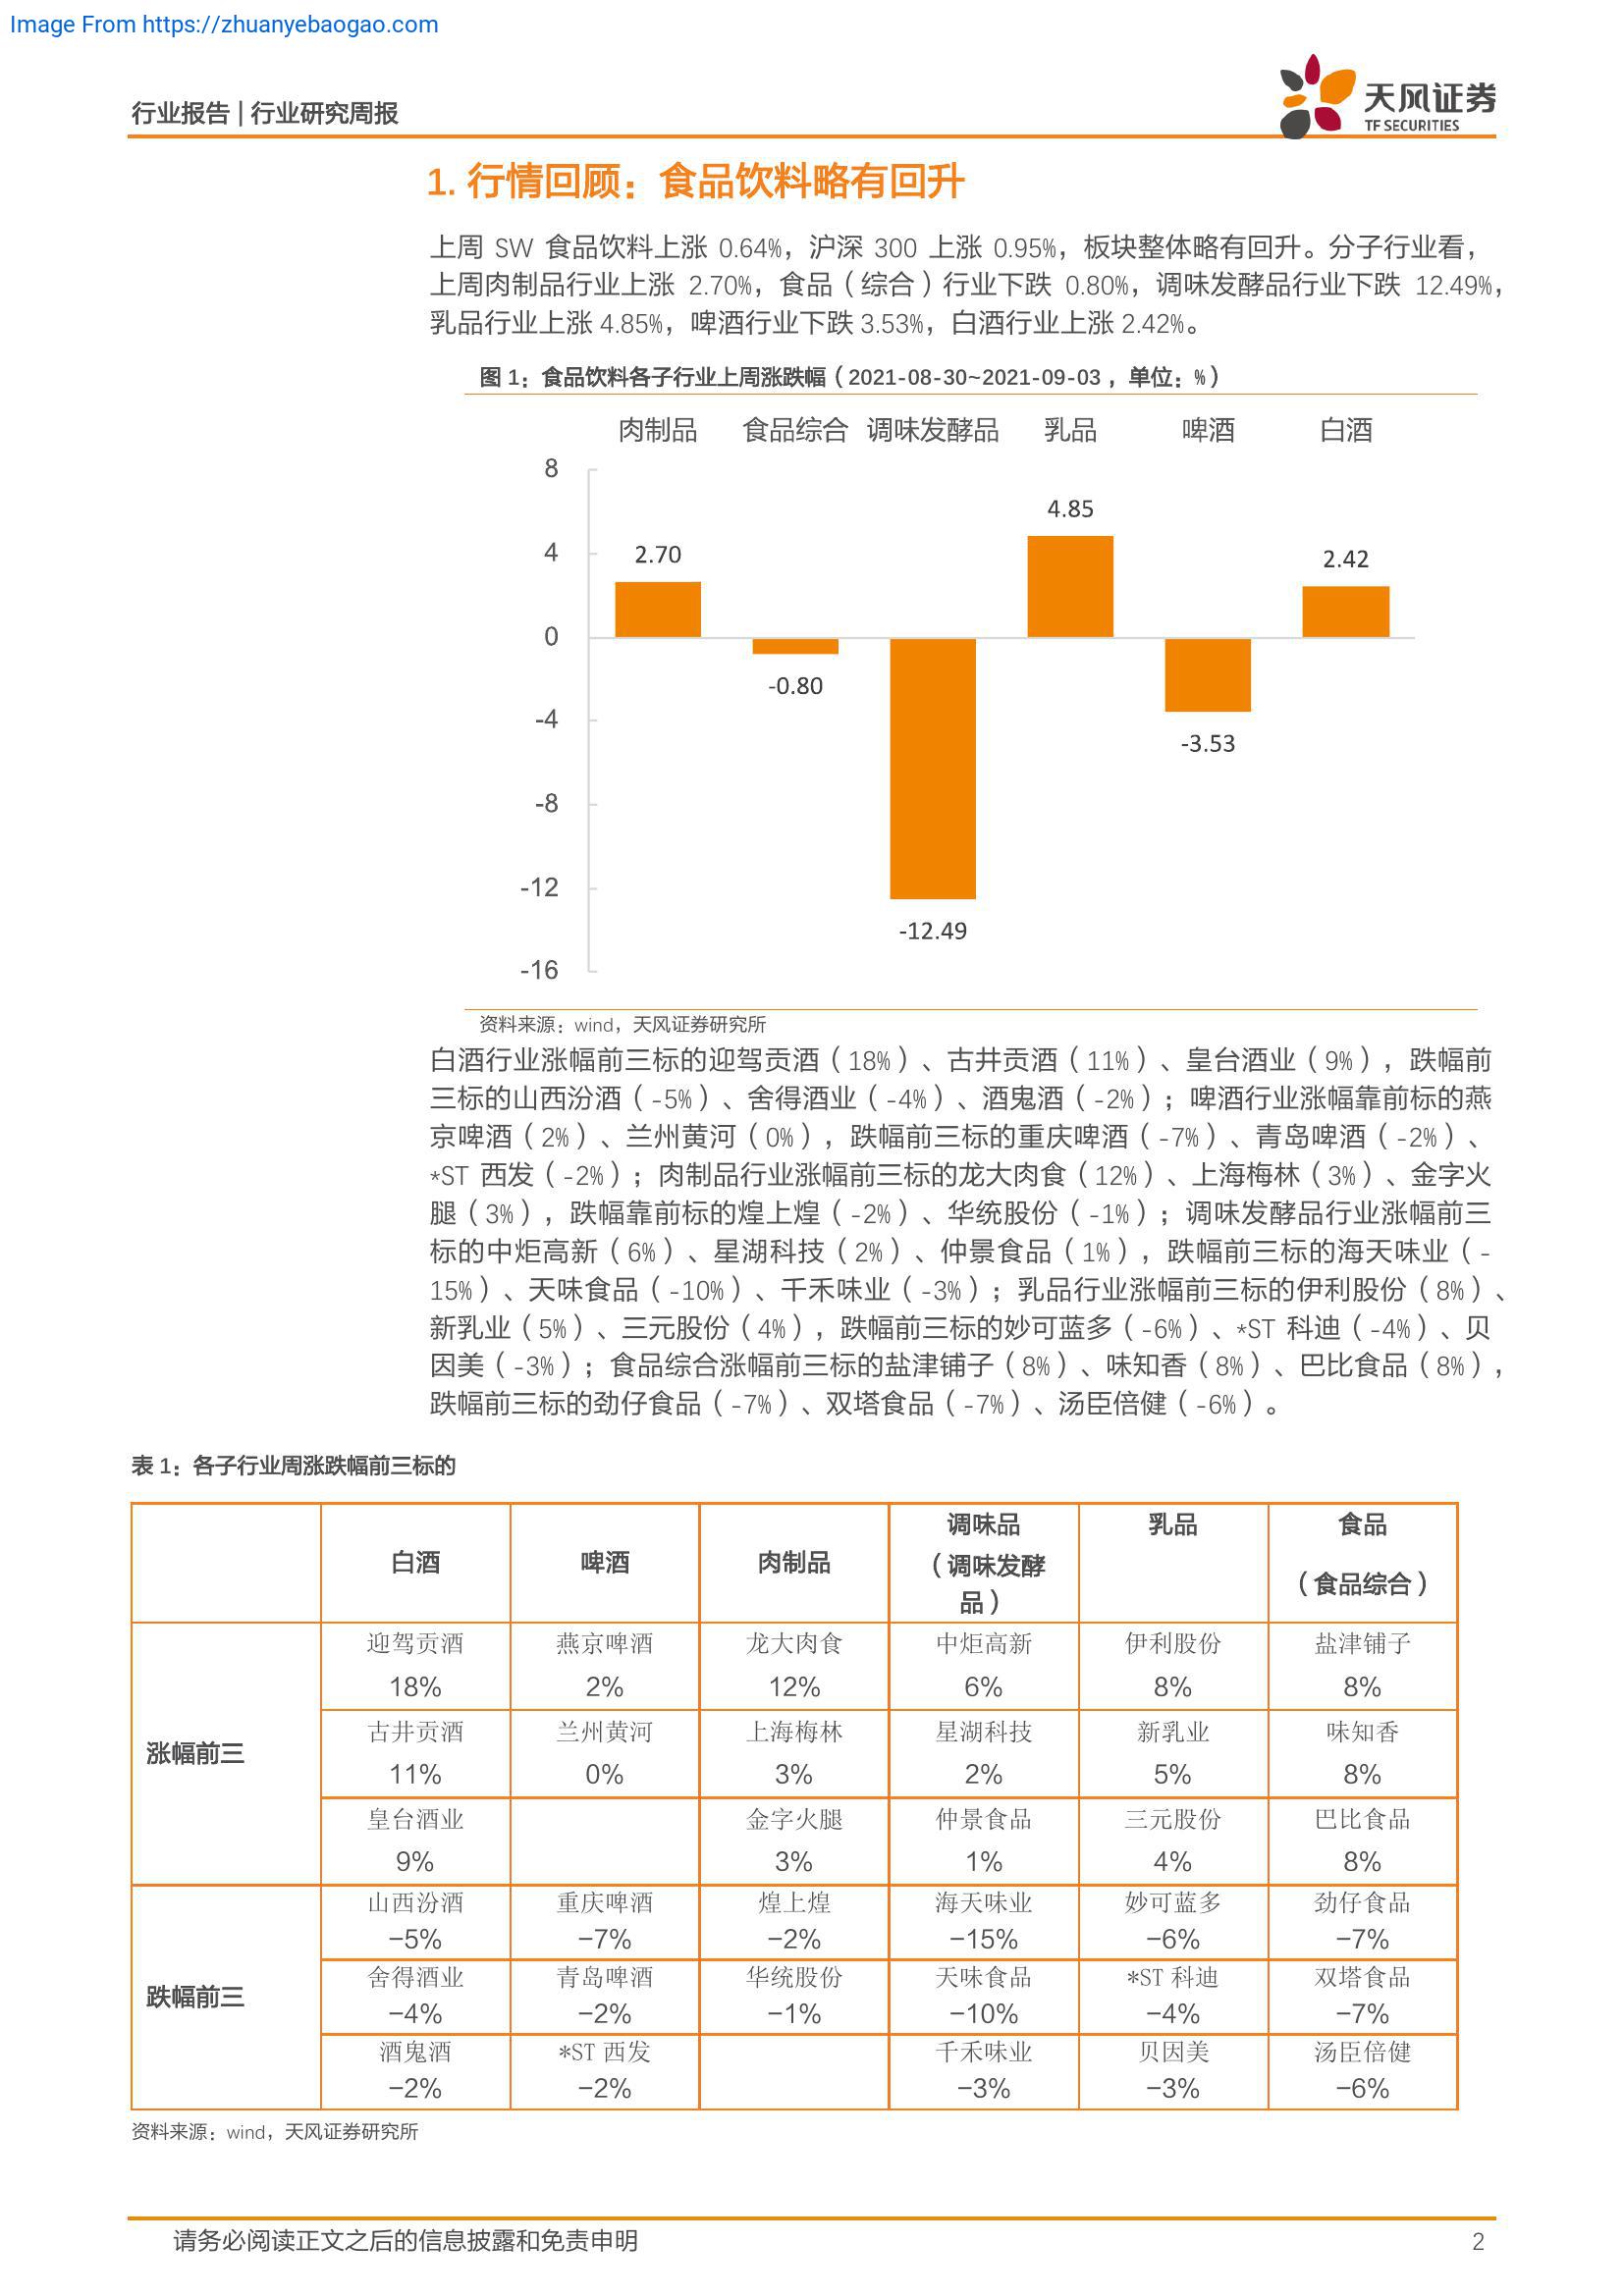 Image From https://zhuanyebaogao.com
行业报告 | 行业研究周报
天风证券
TF SECURITIES
1. 行情回顾：食品饮料略有回升
上周 SW 食品饮料上涨 0.64%，沪深 300 上涨 0.95%，板块整体略有回升。分子行业看，
上周肉制品行业上涨 2.70%，食品（综合）行业下跌 0.80%，调味发酵品行业下跌 12.49%，
乳品行业上涨 4.85%，啤酒行业下跌 3.53%，白酒行业上涨 2.42%。
图 1：食品饮料各子行业上周涨跌幅（2021-08-30~2021-09-03，单位：%）
肉制品 食品综合 调味发酵品 乳品 啤酒 白酒
8
4.85
4
2.70
2.42
0
-0.80
-4
-3.53
-8
-12
-12.49
-16
资料来源：wind，天风证券研究所
白酒行业涨幅前三标的迎驾贡酒（18%）、古井贡酒（11%）、皇台酒业（9%），跌幅前
三标的山西汾酒（-5%）、舍得酒业（-4%）、酒鬼酒（-2%）；啤酒行业涨幅靠前标的燕
京啤酒（2%）、兰州黄河（0%），跌幅前三标的重庆啤酒（-7%）、青岛啤酒（-2%）、
*ST 西发（-2%）；肉制品行业涨幅前三标的龙大肉食（12%）、上海梅林（3%）、金字火
腿（3%），跌幅靠前标的煌上煌（-2%）、华统股份（-1%）；调味发酵品行业涨幅前三
标的中炬高新（6%）、星湖科技（2%）、仲景食品（1%），跌幅前三标的海天味业（-
15%）、天味食品（-10%）、千禾味业（-3%）；乳品行业涨幅前三标的伊利股份（8%）、
新乳业（5%）、三元股份（4%），跌幅前三标的妙可蓝多（-6%）、*ST 科迪（-4%）、贝
因美（-3%）；食品综合涨幅前三标的盐津铺子（8%）、味知香（8%）、巴比食品（8%），
跌幅前三标的劲仔食品（-7%）、双塔食品（-7%）、汤臣倍健（-6%）。
表 1：各子行业周涨跌幅前三标的
白酒 啤酒 肉制品 调味品 乳品 食品
（调味发酵 （食品综合）
品）
涨幅前三
迎驾贡酒 燕京啤酒 龙大肉食 中炬高新 伊利股份 盐津铺子
18% 2% 12% 6% 8% 8%
古井贡酒 兰州黄河 上海梅林 星湖科技 新乳业 味知香
11% 0% 3% 2% 5% 8%
皇台酒业 金字火腿 仲景食品 三元股份 巴比食品
9% 3% 1% 4% 8%
跌幅前三
山西汾酒 重庆啤酒 煌上煌 海天味业 妙可蓝多 劲仔食品
-5% -7% -2% -15% -6% -7%
舍得酒业 青岛啤酒 华统股份 天味食品 *ST 科迪 双塔食品
-4% -2% -1% -10% -4% -7%
酒鬼酒 *ST 西发 千禾味业 贝因美 汤臣倍健
-2% -2% -3% -3% -6%
资料来源：wind，天风证券研究所
请务必阅读正文之后的信息披露和免责申明
2